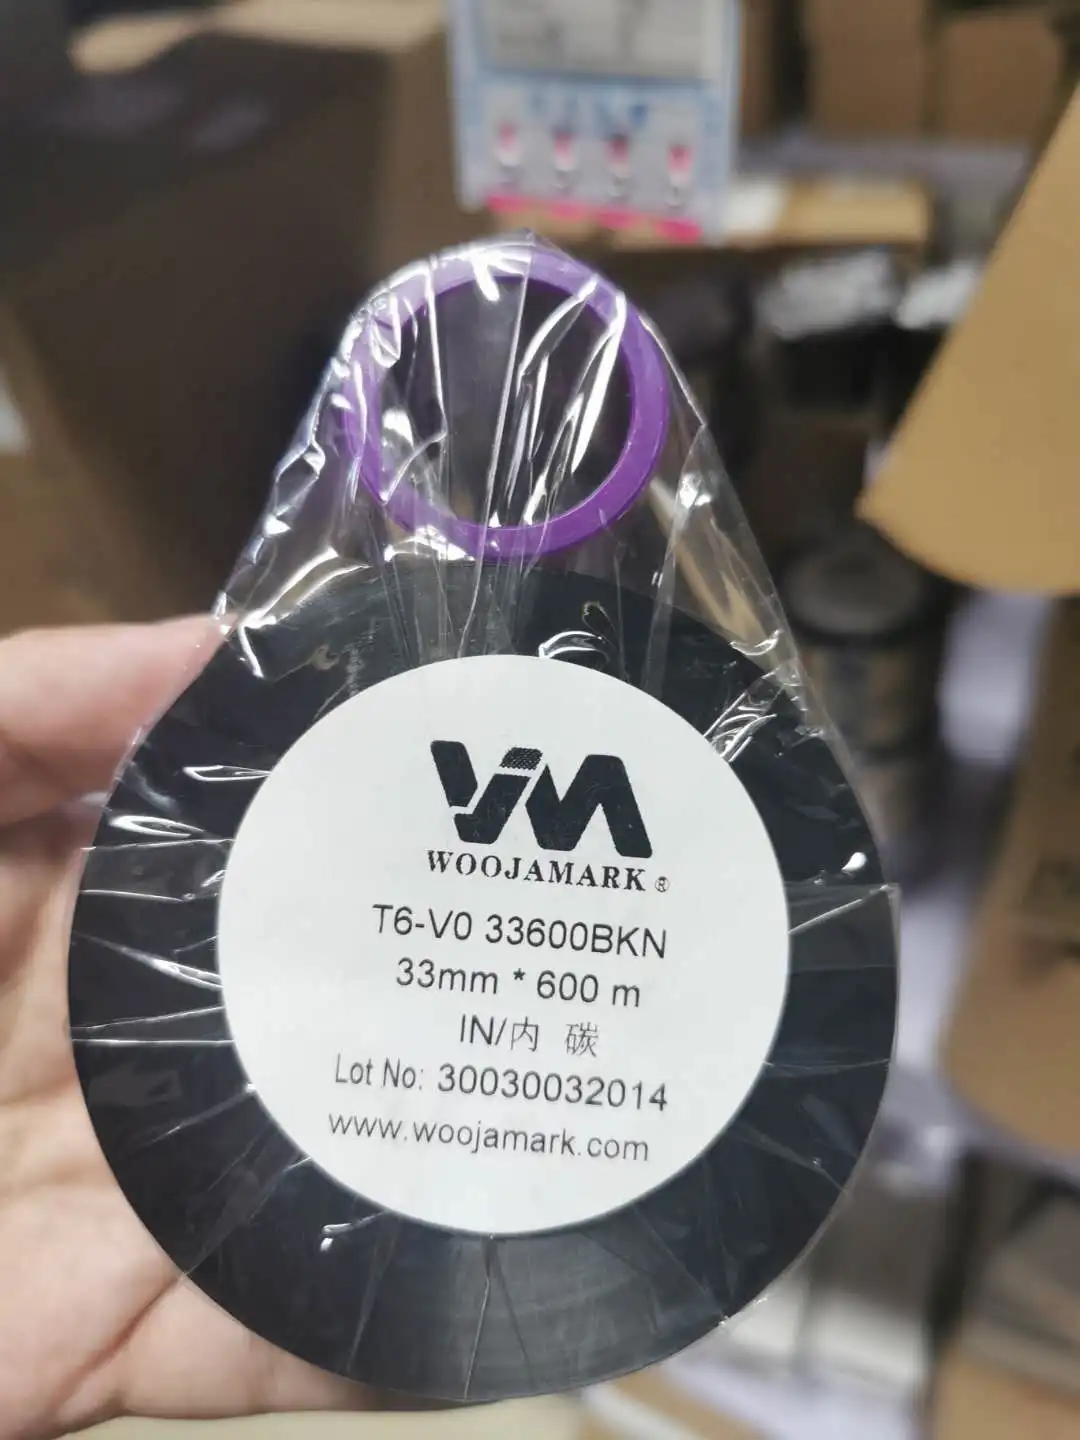 WOOJAMARK ®
T6-V0 33600BKN
33mm * 600 m
IN/内 碳
Lot No: 30030032014
www.woojamark.com